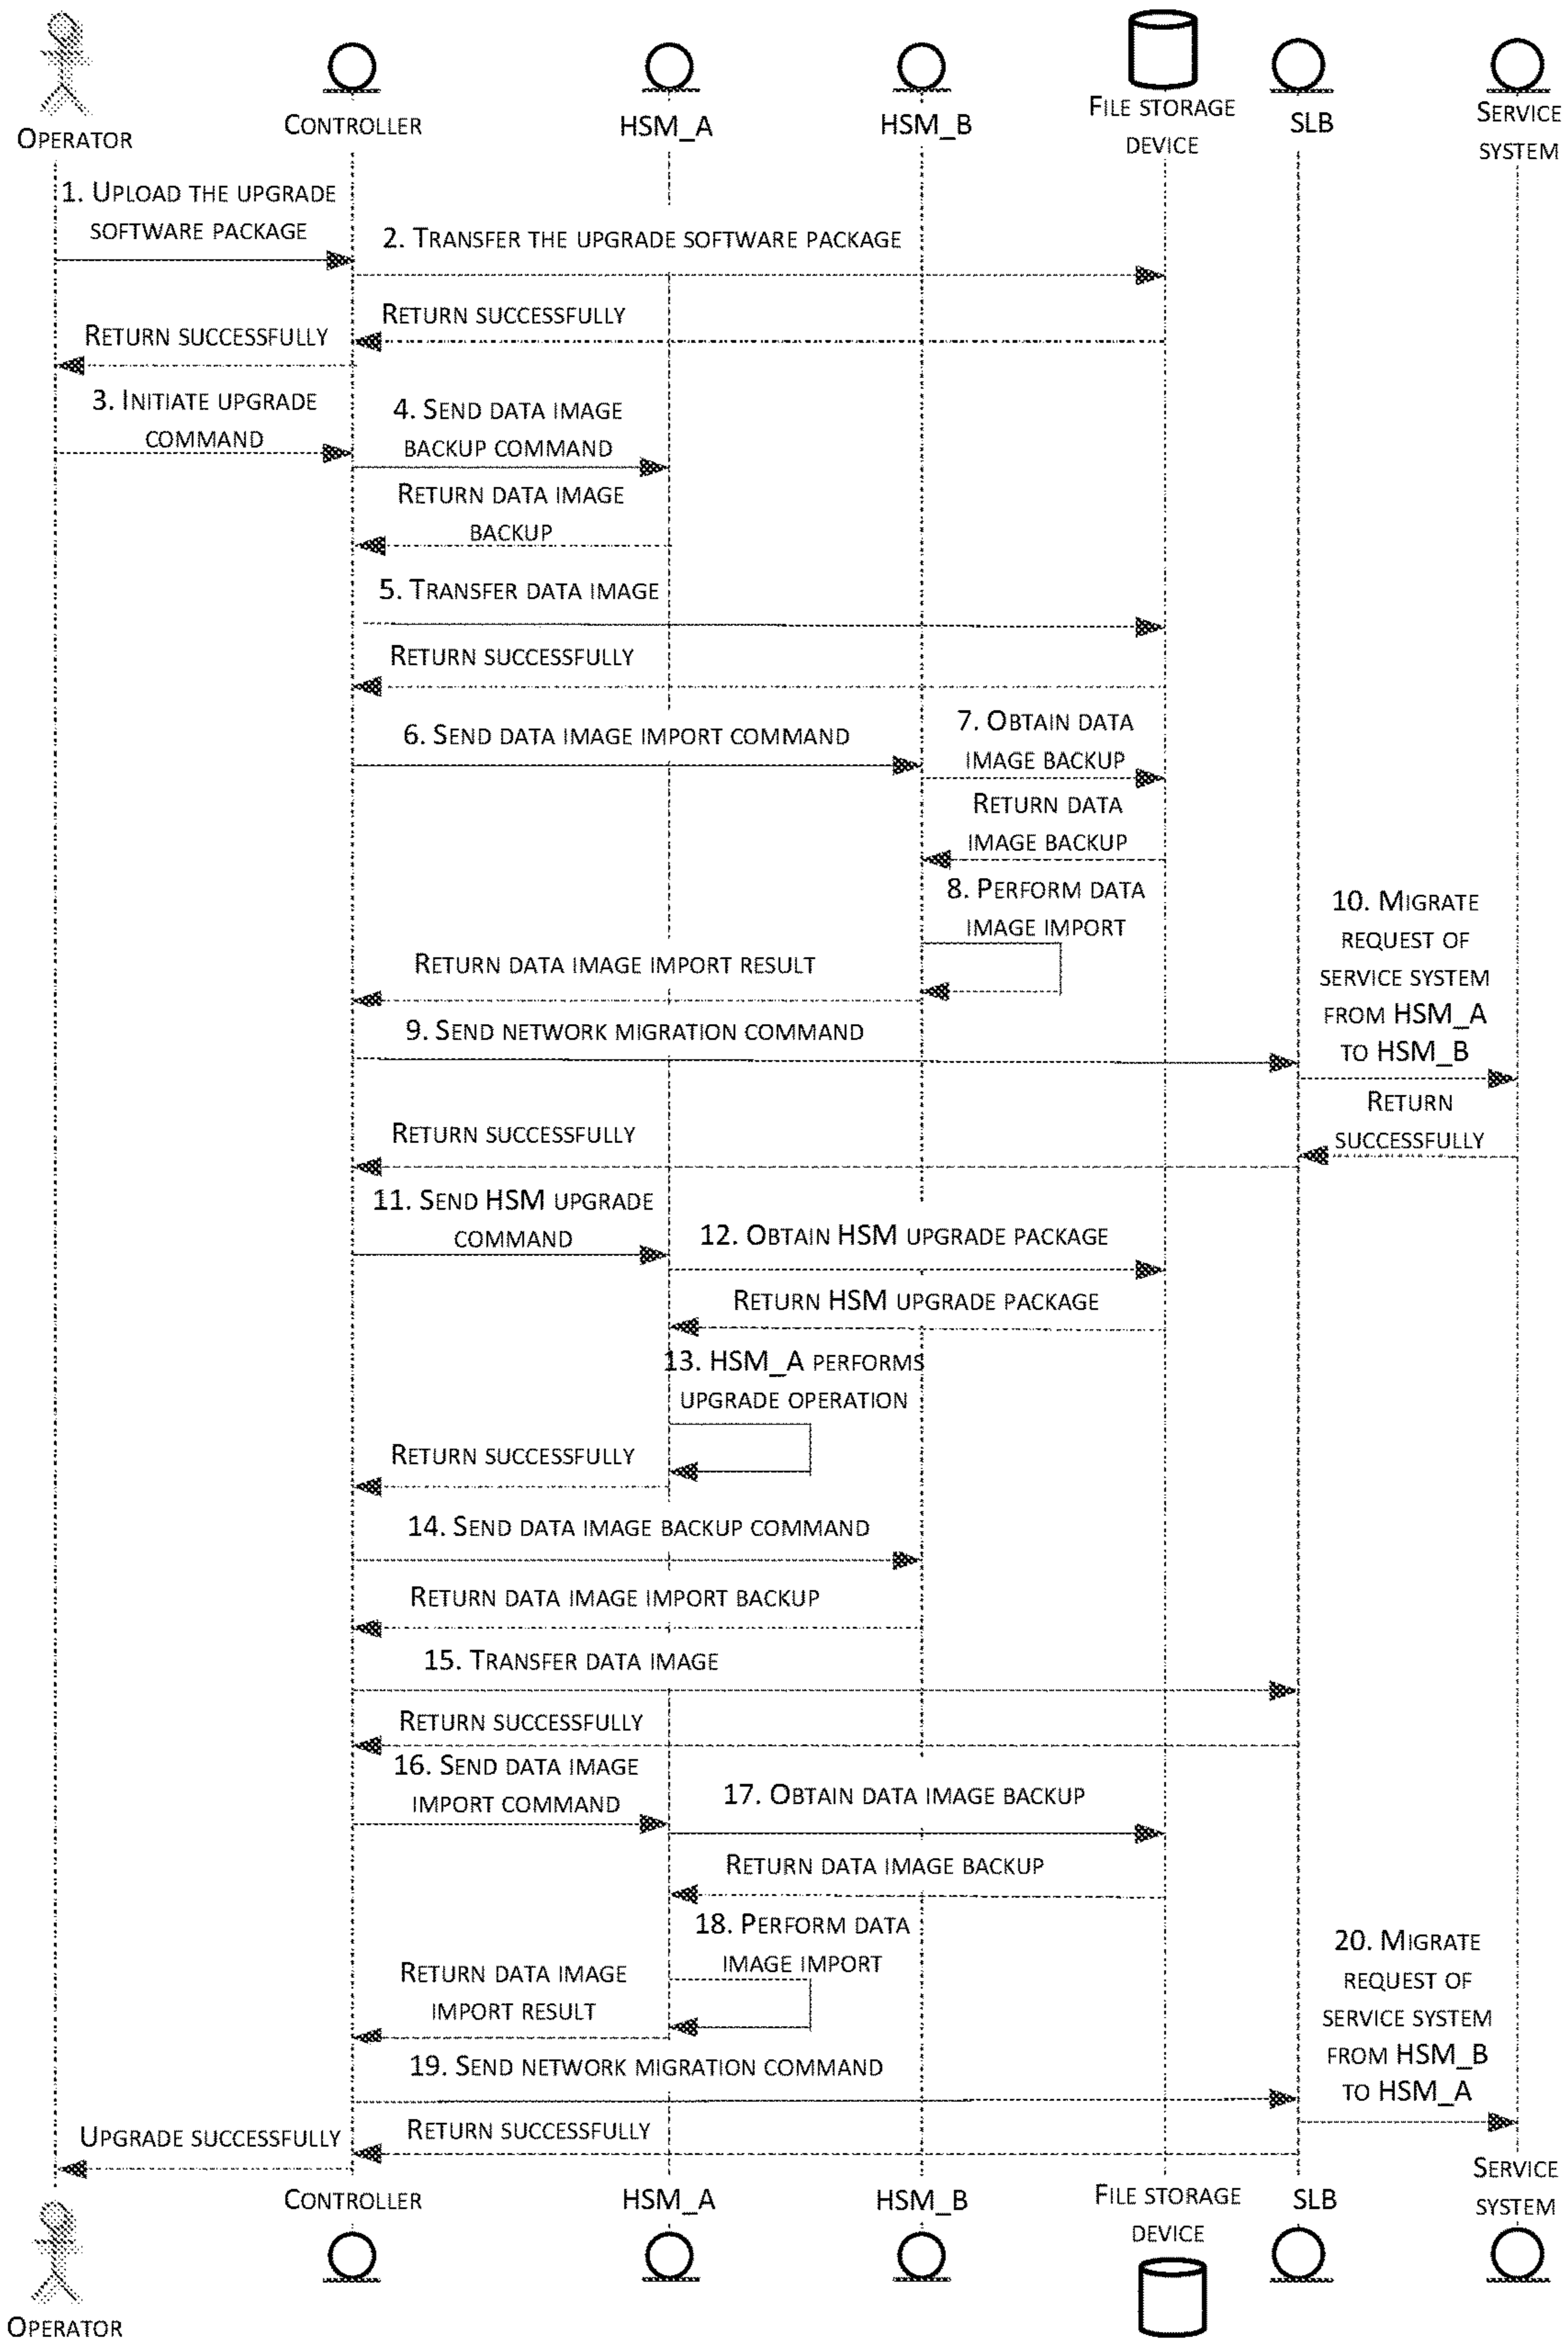 OPERATOR
CONTROLLER
HSM_A
HSM_B
FILE STORAGE
DEVICE
SLB
SERVICE
SYSTEM
1. UPLOAD THE UPGRADE
SOFTWARE PACKAGE
2. TRANSFER THE UPGRADE SOFTWARE PACKAGE
RETURN SUCCESSFULLY
RETURN SUCCESSFULLY
3. INITIATE UPGRADE
COMMAND
4. SEND DATA IMAGE
BACKUP COMMAND
RETURN DATA IMAGE
BACKUP
5. TRANSFER DATA IMAGE
RETURN SUCCESSFULLY
6. SEND DATA IMAGE IMPORT COMMAND
7. OBTAIN DATA
IMAGE BACKUP
RETURN DATA
IMAGE BACKUP
8. PERFORM DATA
IMAGE IMPORT
RETURN DATA IMAGE IMPORT RESULT
9. SEND NETWORK MIGRATION COMMAND
10. MIGRATE
REQUEST OF
SERVICE SYSTEM
FROM HSM_A
TO HSM_B
RETURN
SUCCESSFULLY
RETURN SUCCESSFULLY
11. SEND HSM UPGRADE
COMMAND
12. OBTAIN HSM UPGRADE PACKAGE
RETURN HSM UPGRADE PACKAGE
13. HSM_A PERFORMS
UPGRADE OPERATION
RETURN SUCCESSFULLY
14. SEND DATA IMAGE BACKUP COMMAND
RETURN DATA IMAGE IMPORT BACKUP
15. TRANSFER DATA IMAGE
RETURN SUCCESSFULLY
16. SEND DATA IMAGE
IMPORT COMMAND
17. OBTAIN DATA IMAGE BACKUP
RETURN DATA IMAGE BACKUP
18. PERFORM DATA
IMAGE IMPORT
RETURN DATA IMAGE
IMPORT RESULT
19. SEND NETWORK MIGRATION COMMAND
20. MIGRATE
REQUEST OF
SERVICE SYSTEM
FROM HSM_B
TO HSM_A
RETURN SUCCESSFULLY
UPGRADE SUCCESSFULLY
CONTROLLER
HSM_A
HSM_B
FILE STORAGE
DEVICE
SLB
SERVICE
SYSTEM
OPERATOR